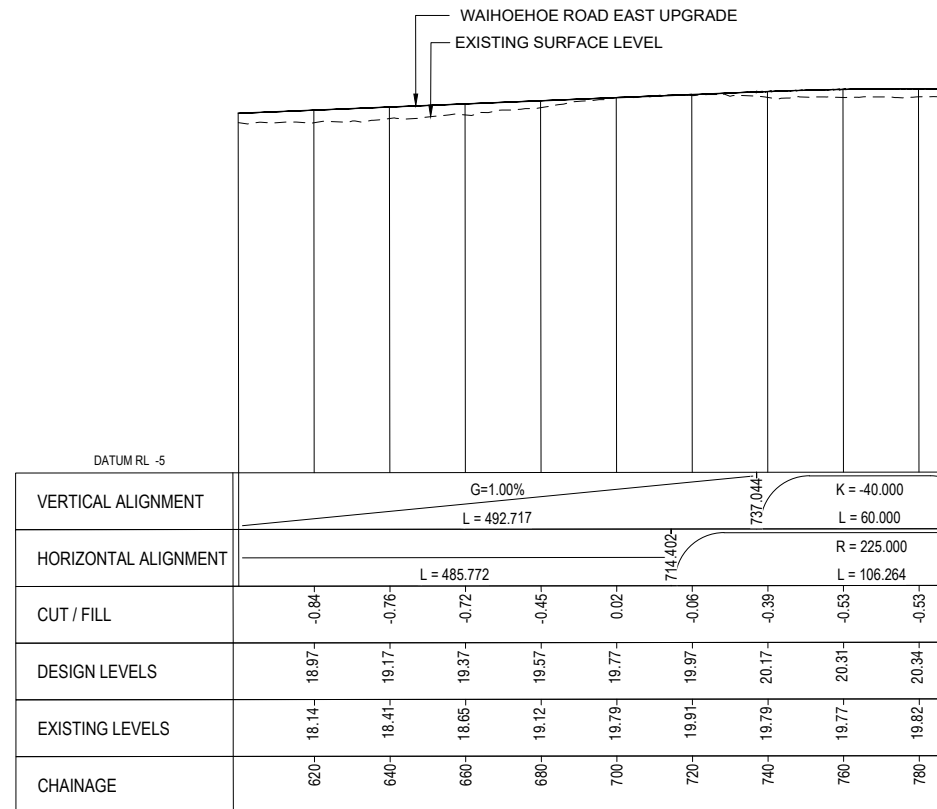 WAIHOEHOE ROAD EAST UPGRADE
EXISTING SURFACE LEVEL
DATUM RL -5
VERTICAL ALIGNMENT
G=1.00%
L = 492.717
737.044
K = -40.000
L = 60.000
HORIZONTAL ALIGNMENT
L = 485.772
714.402
R = 225.000
L = 106.264
CUT / FILL
-0.84 -0.76 -0.72 -0.45 0.02 -0.06 -0.39 -0.53 -0.53
DESIGN LEVELS
18.97 19.17 19.37 19.57 19.77 19.97 20.17 20.31 20.34
EXISTING LEVELS
18.14 18.41 18.65 19.12 19.79 19.91 19.79 19.77 19.82
CHAINAGE
620 640 660 680 700 720 740 760 780